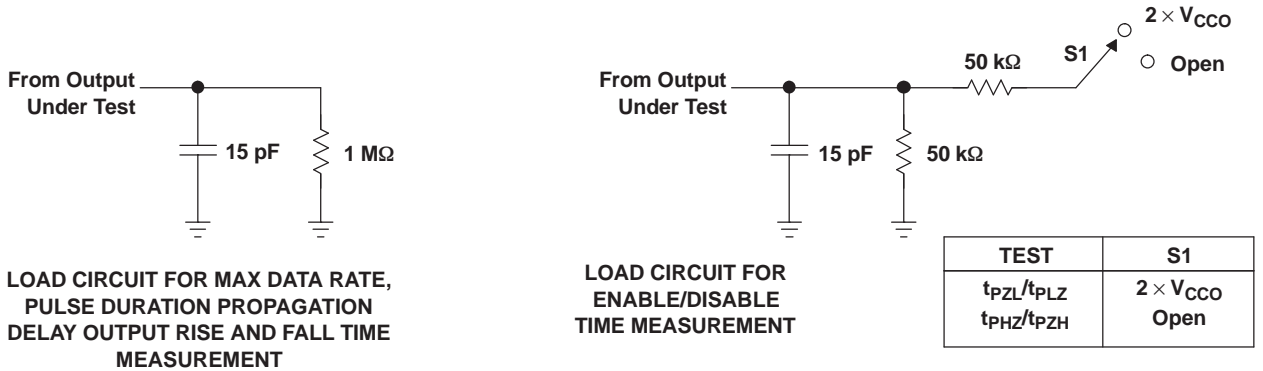 From Output
Under Test
15 pF
1 MΩ
LOAD CIRCUIT FOR MAX DATA RATE,
PULSE DURATION PROPAGATION
DELAY OUTPUT RISE AND FALL TIME
MEASUREMENT
From Output
Under Test
15 pF
50 kΩ
50 kΩ
S1
2 × VCCO
Open
LOAD CIRCUIT FOR
ENABLE/DISABLE
TIME MEASUREMENT
TEST S1
tPZL/tPLZ 2 × VCCO
tPHZ/tPZH Open